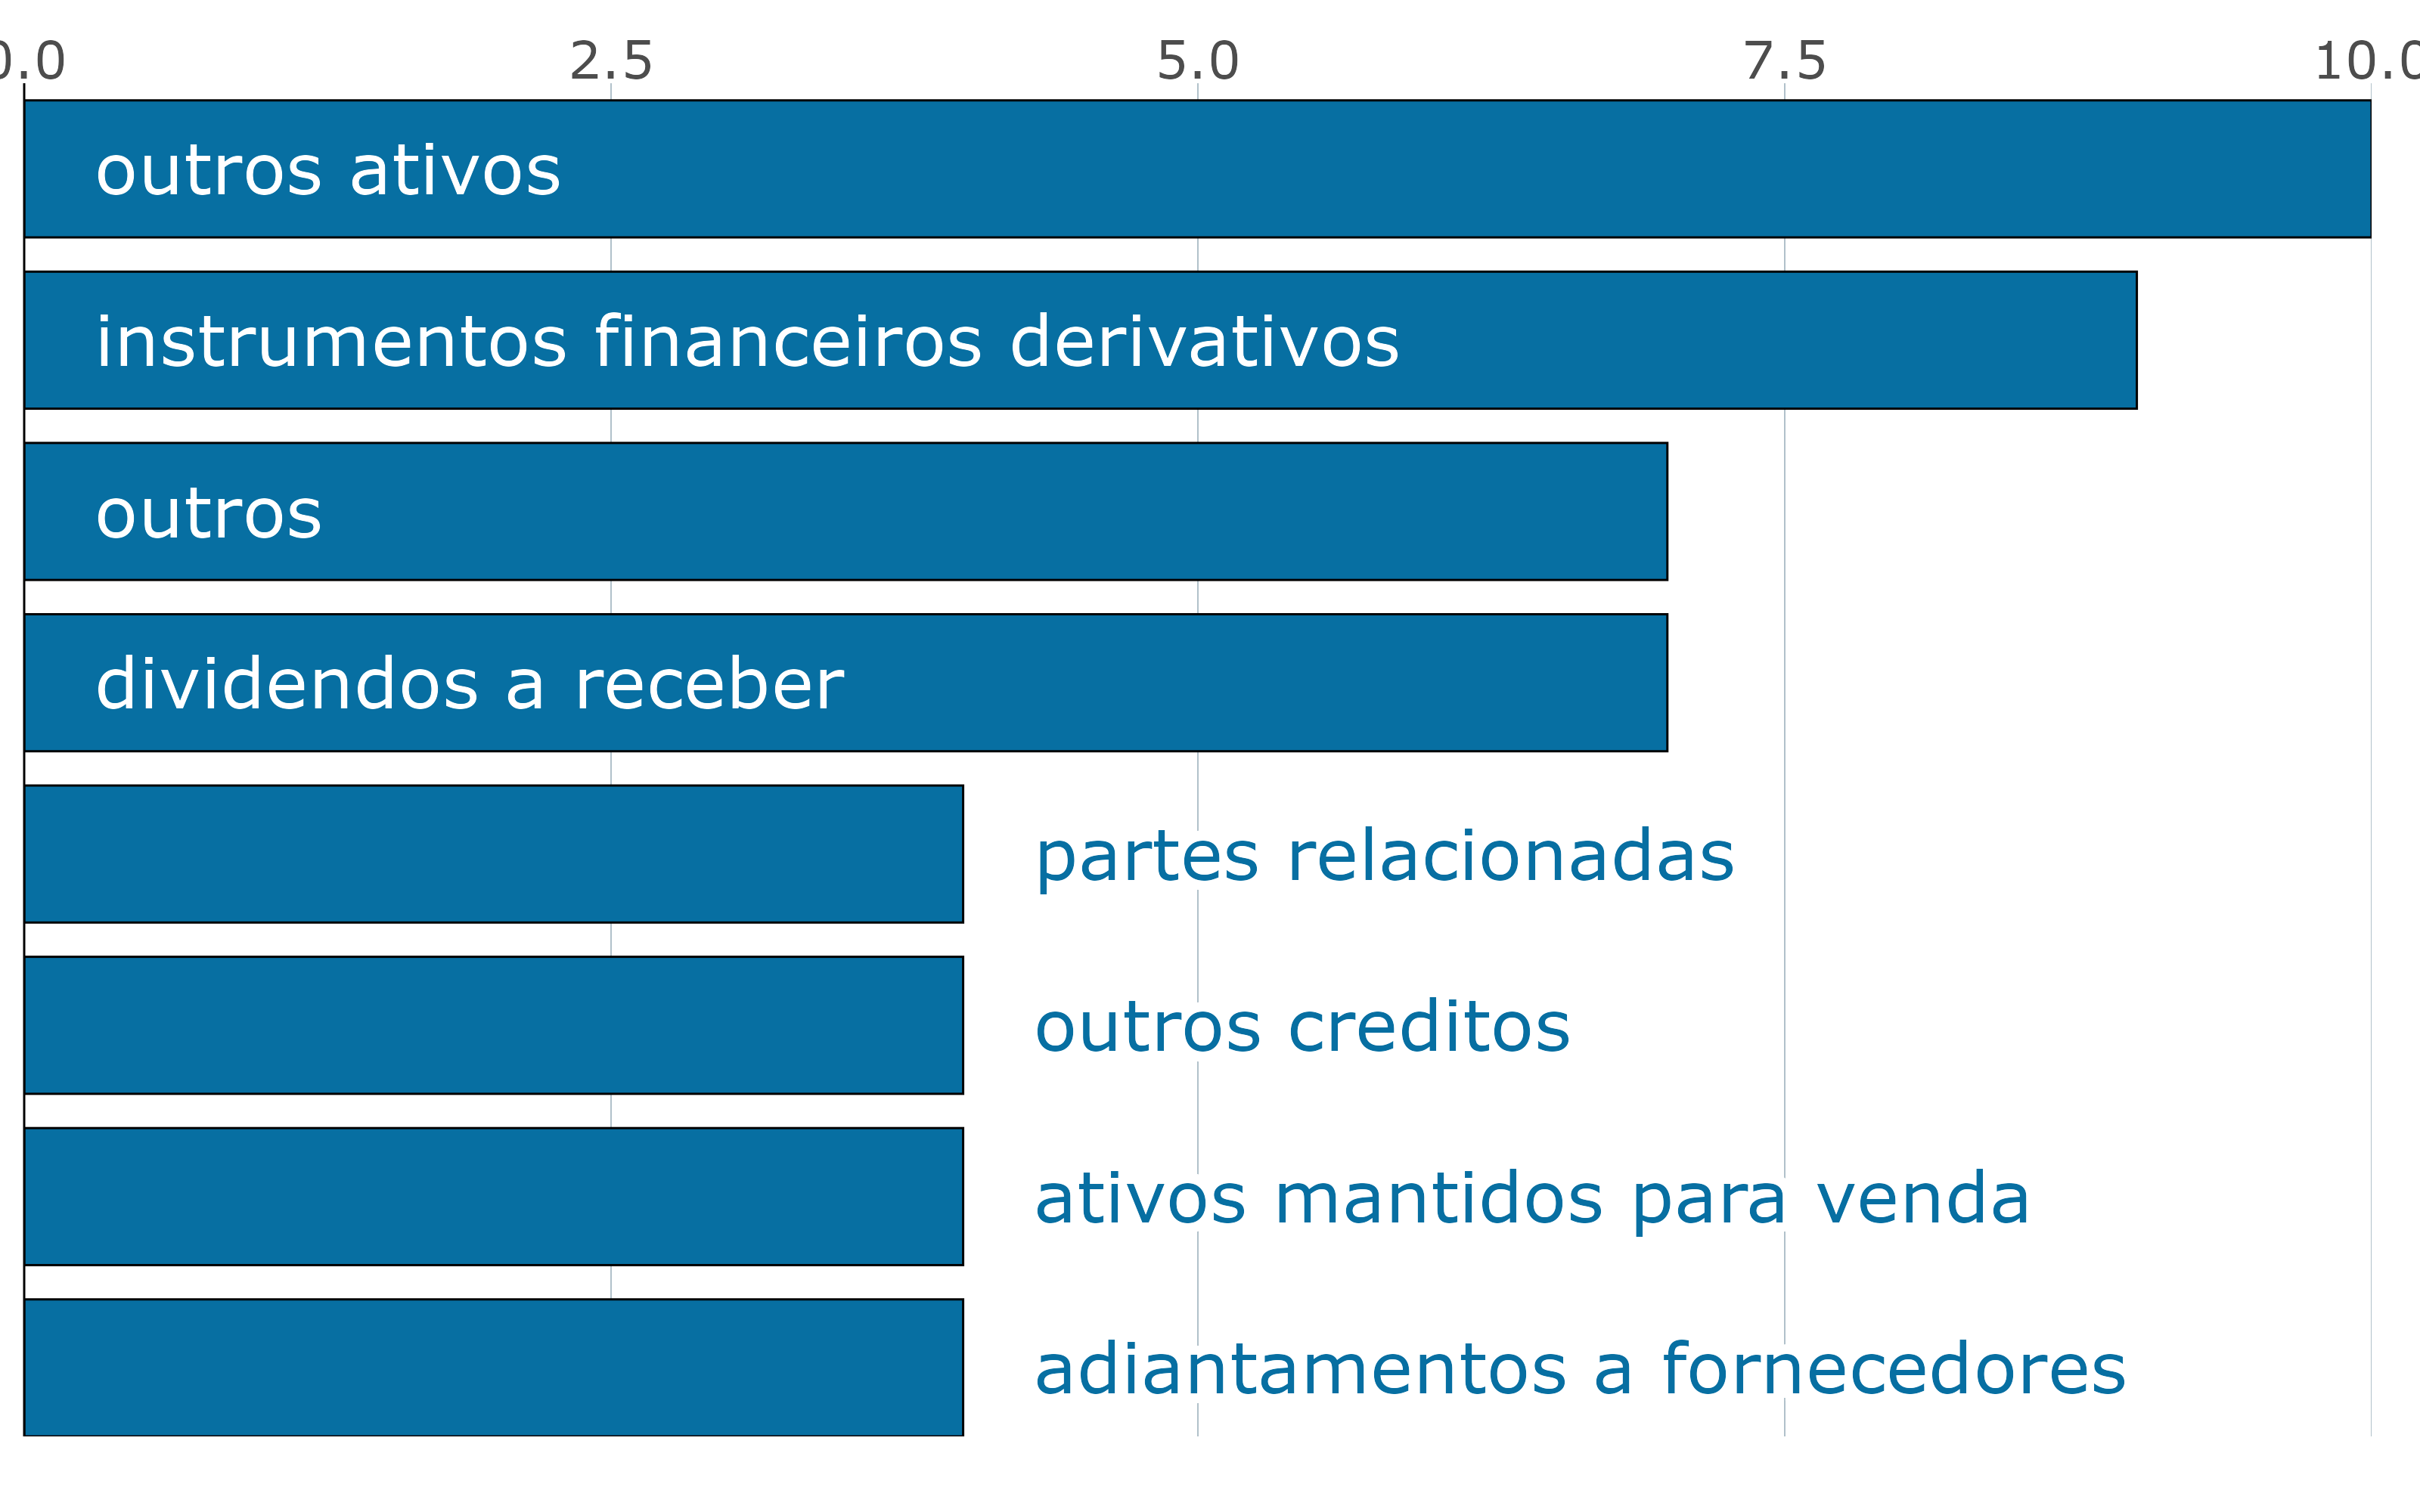 0.0 2.5 5.0 7.5 10.0
outros ativos
instrumentos financeiros derivativos
outros
dividendos a receber
partes relacionadas
outros creditos
ativos mantidos para venda
adiantamentos a fornecedores